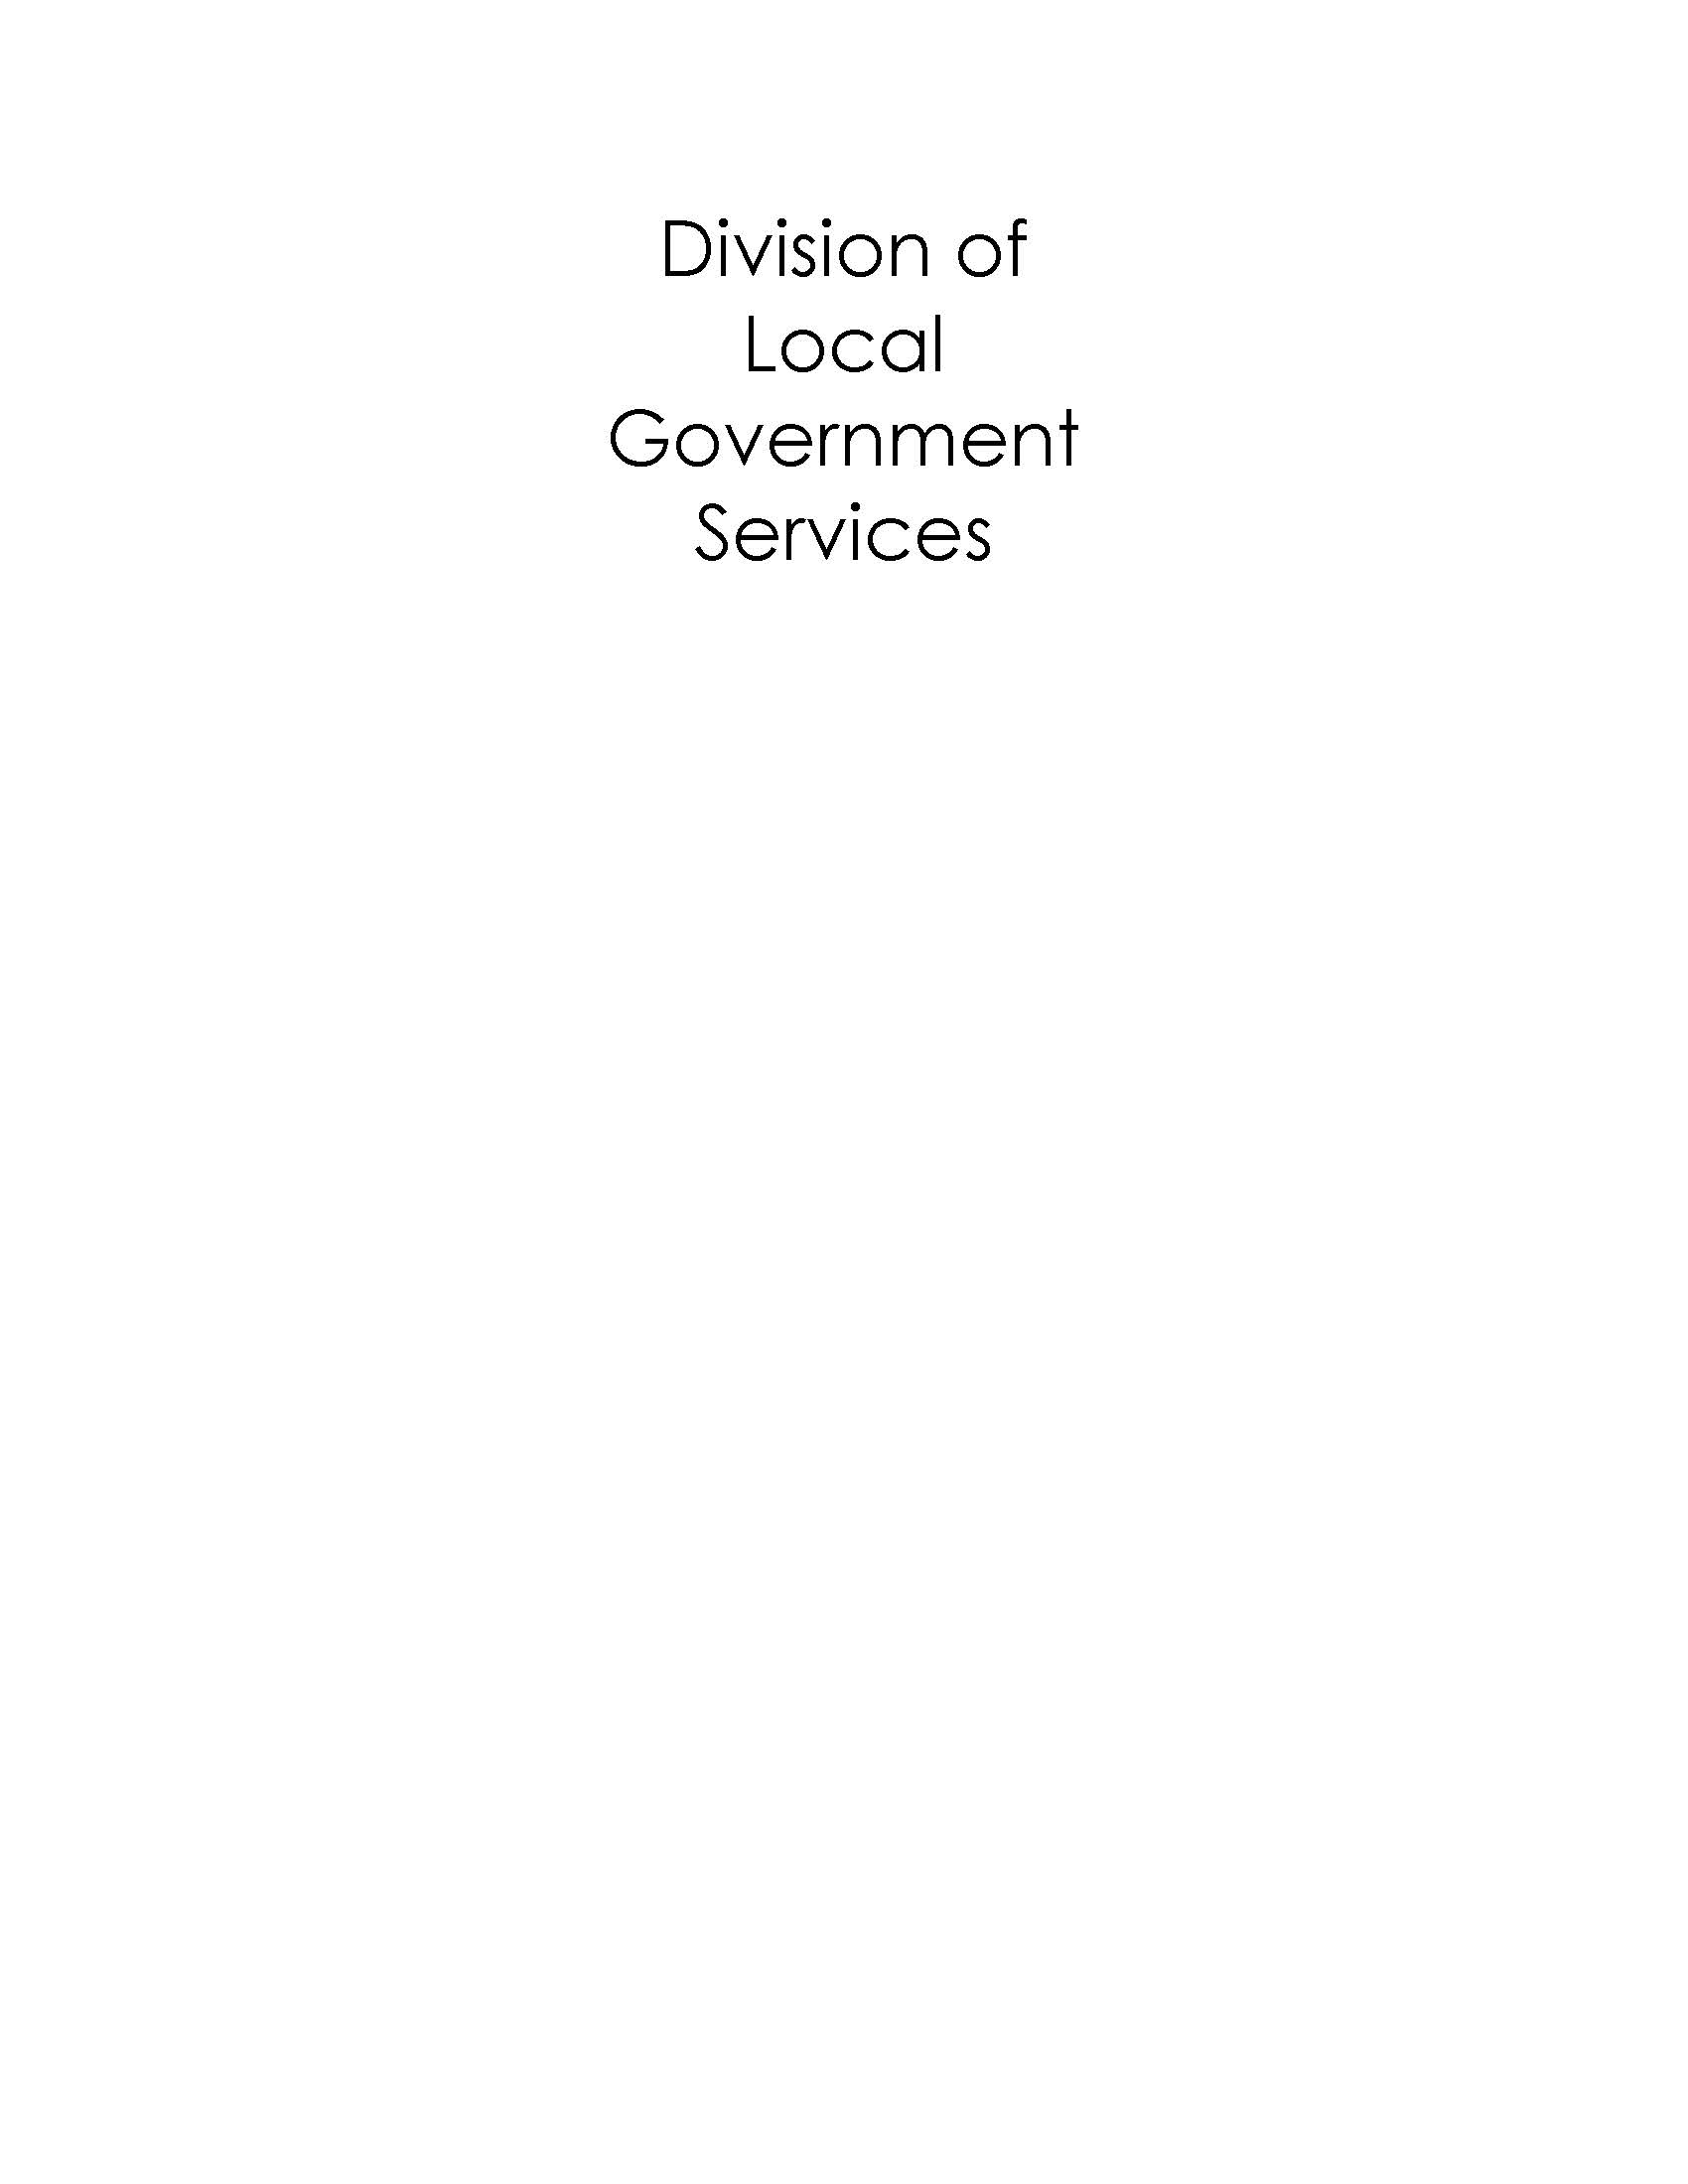 Division of
Local
Government
Services